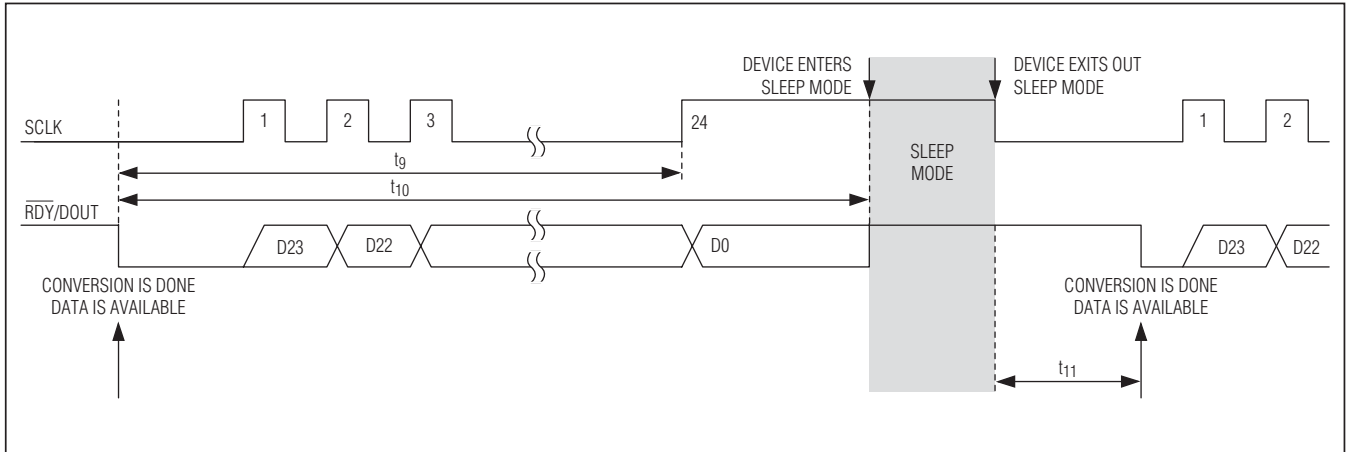 DEVICE ENTERS
SLEEP MODE
DEVICE EXITS OUT
SLEEP MODE
SCLK
1
2
3
24
1
2
SLEEP
MODE
t9
t10
RDY/DOUT
D23
D22
D0
D23
D22
CONVERSION IS DONE
DATA IS AVAILABLE
CONVERSION IS DONE
DATA IS AVAILABLE
t11